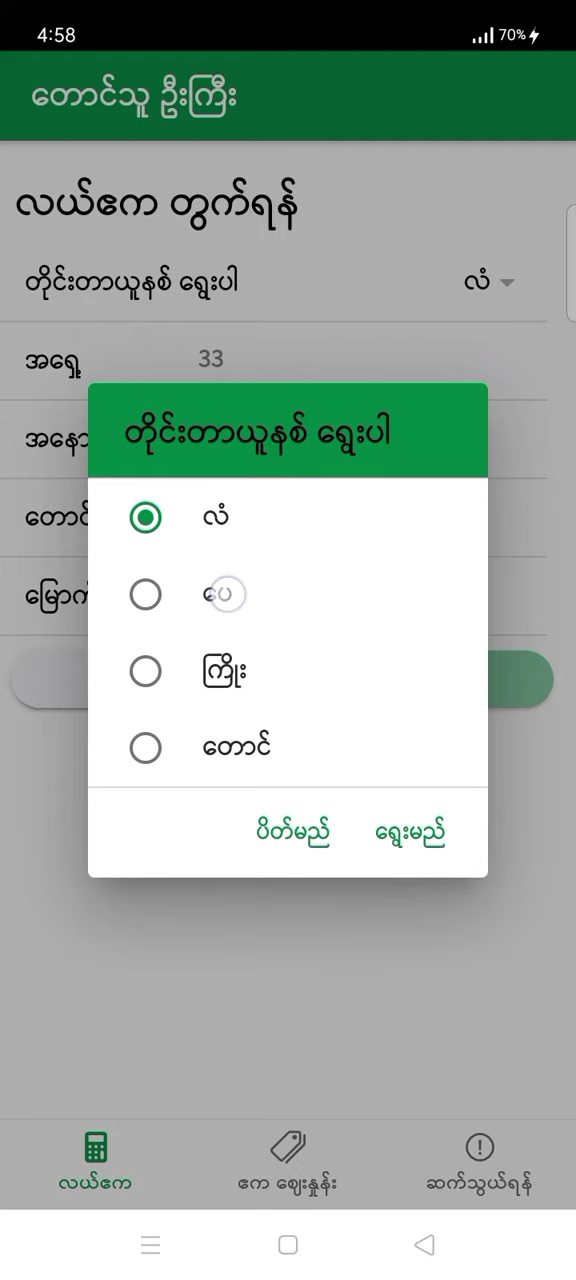 4:58
70%
တောင်သူ ဦးကြီး
လယ်ဧက တွက်ရန်
တိုင်းတာယူနစ် ရွေးပါ လံ
အရှေ့ 33
တိုင်းတာယူနစ် ရွေးပါ
လံ
ပေ
ကြိုး
တောင်
ပိတ်မည် ရွေးမည်
လယ်ဧက ဧက ဈေးနှုန်း ဆက်သွယ်ရန်